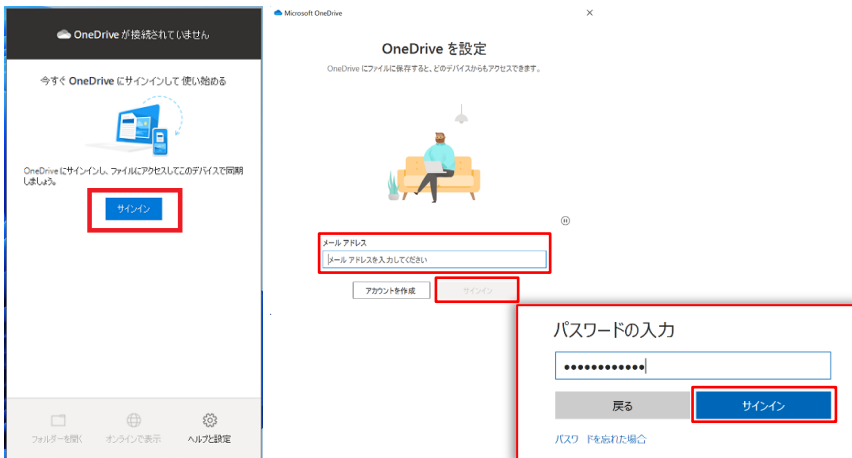 OneDrive が接続されていません
今すぐ OneDrive にサインインして使い始める
OneDrive にサインインし、ファイルにアクセスしてこのデバイスで同期
しましょう。
サインイン
フォルダーを開く
オンラインで表示
ヘルプと設定
Microsoft OneDrive
OneDrive を設定
OneDrive にファイルに保存すると、どのデバイスからもアクセスできます。
メール アドレス
メール アドレスを入力してください
アカウントを作成
サインイン
パスワードの入力
戻る
サインイン
パスワードを忘れた場合